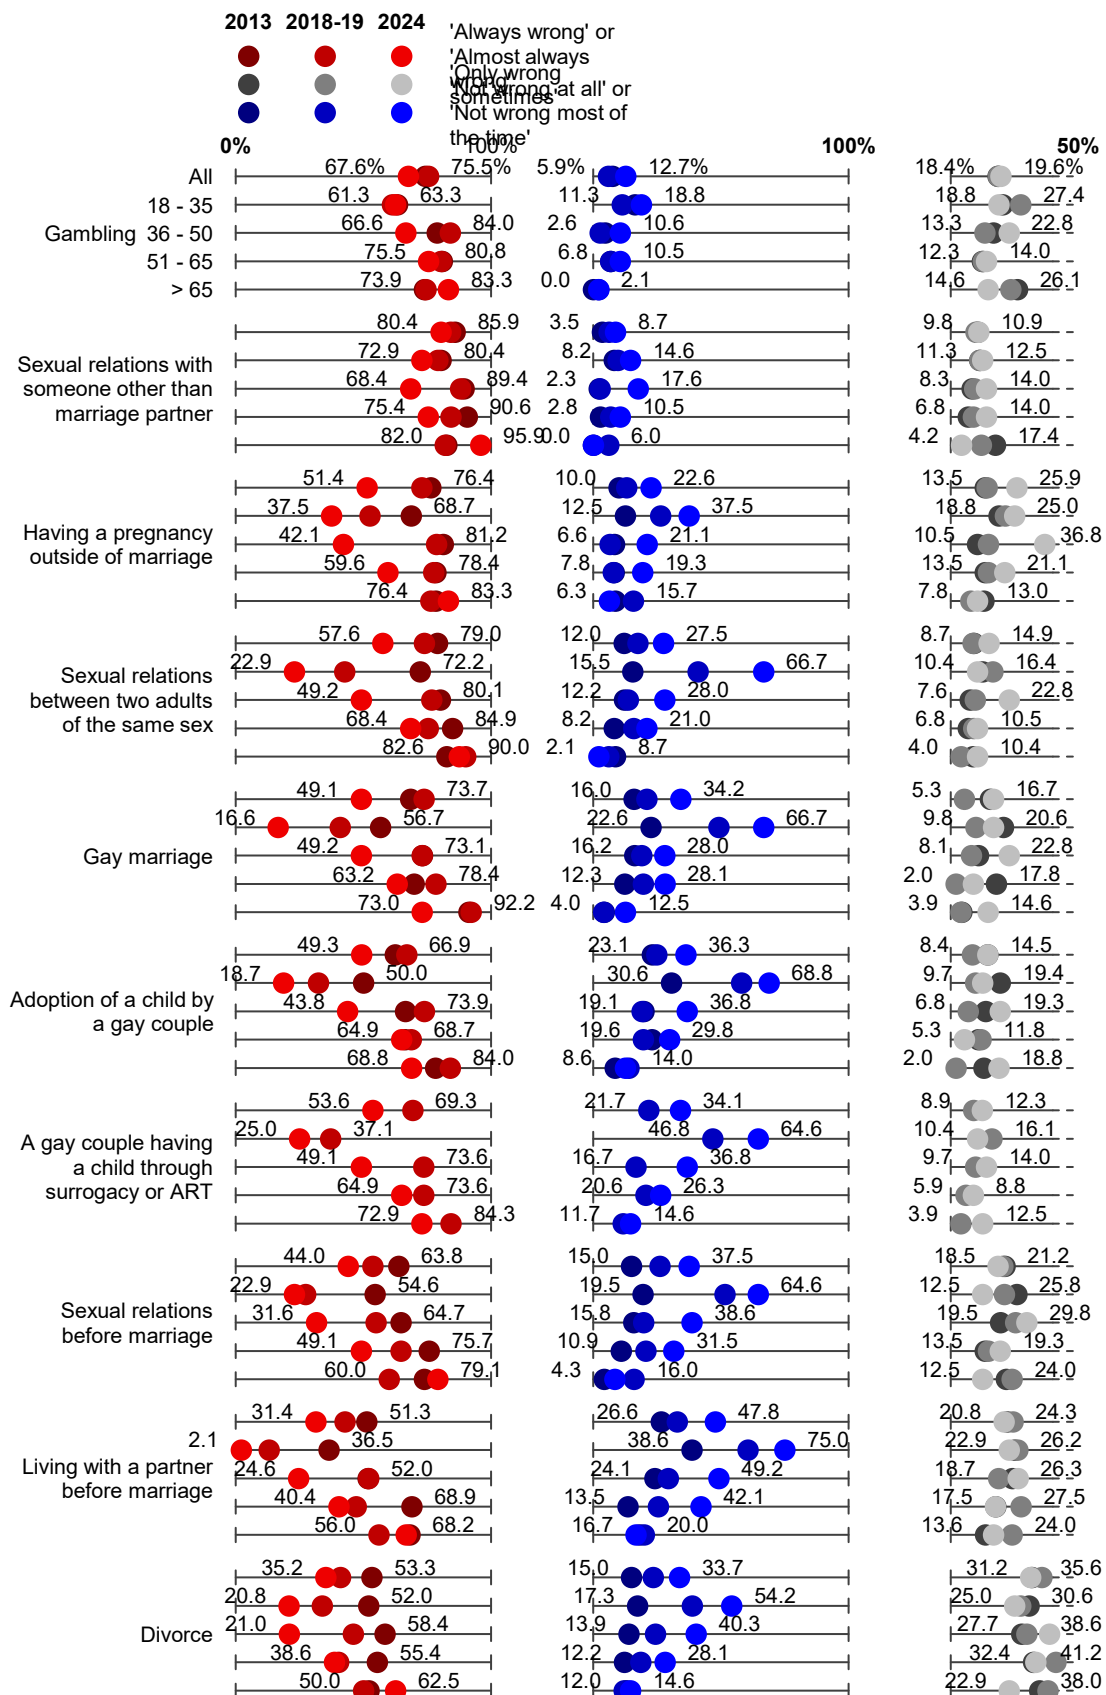 2013 2018-19 2024
'Always wrong' or
'Almost always
wrong'
'Only wrong
sometimes'
'Not wrong at all' or
'Not wrong most of
the time'
0% 100% 100% 50%
All 67.6% 75.5% 5.9% 12.7% 18.4% 19.6%
18 - 35 61.3 63.3 11.3 18.8 18.8 27.4
Gambling 36 - 50 66.6 84.0 2.6 10.6 13.3 22.8
51 - 65 75.5 80.8 6.8 10.5 12.3 14.0
> 65 73.9 83.3 0.0 2.1 14.6 26.1
80.4 85.9 3.5 8.7 9.8 10.9
Sexual relations with
72.9 80.4 8.2 14.6 11.3 12.5
someone other than
68.4 89.4 2.3 17.6 8.3 14.0
marriage partner
75.4 90.6 2.8 10.5 6.8 14.0
82.0 95.9 0.0 6.0 4.2 17.4
51.4 76.4 10.0 22.6 13.5 25.9
37.5 68.7 12.5 37.5 18.8 25.0
Having a pregnancy
42.1 81.2 6.6 21.1 10.5 36.8
outside of marriage
59.6 78.4 7.8 19.3 13.5 21.1
76.4 83.3 6.3 15.7 7.8 13.0
57.6 79.0 12.0 27.5 8.7 14.9
22.9 72.2 15.5 66.7 10.4 16.4
Sexual relations
between two adults
49.2 80.1 12.2 28.0 7.6 22.8
of the same sex
68.4 84.9 8.2 21.0 6.8 10.5
82.6 90.0 2.1 8.7 4.0 10.4
49.1 73.7 16.0 34.2 5.3 16.7
16.6 56.7 22.6 66.7 9.8 20.6
Gay marriage 49.2 73.1 16.2 28.0 8.1 22.8
63.2 78.4 12.3 28.1 2.0 17.8
73.0 92.2 4.0 12.5 3.9 14.6
49.3 66.9 23.1 36.3 8.4 14.5
18.7 50.0 30.6 68.8 9.7 19.4
Adoption of a child by
43.8 73.9 19.1 36.8 6.8 19.3
a gay couple
64.9 68.7 19.6 29.8 5.3 11.8
68.8 84.0 8.6 14.0 2.0 18.8
53.6 69.3 21.7 34.1 8.9 12.3
25.0 37.1 46.8 64.6 10.4 16.1
A gay couple having
a child through
49.1 73.6 16.7 36.8 9.7 14.0
surrogacy or ART
64.9 73.6 20.6 26.3 5.9 8.8
72.9 84.3 11.7 14.6 3.9 12.5
44.0 63.8 15.0 37.5 18.5 21.2
22.9 54.6 19.5 64.6 12.5 25.8
Sexual relations
31.6 64.7 15.8 38.6 19.5 29.8
before marriage
49.1 75.7 10.9 31.5 13.5 19.3
60.0 79.1 4.3 16.0 12.5 24.0
31.4 51.3 26.6 47.8 20.8 24.3
2.1 36.5 38.6 75.0 22.9 26.2
Living with a partner
24.6 52.0 24.1 49.2 18.7 26.3
before marriage
40.4 68.9 13.5 42.1 17.5 27.5
56.0 68.2 16.7 20.0 13.6 24.0
35.2 53.3 15.0 33.7 31.2 35.6
20.8 52.0 17.3 54.2 25.0 30.6
Divorce 21.0 58.4 13.9 40.3 27.7 38.6
38.6 55.4 12.2 28.1 32.4 41.2
50.0 62.5 12.0 14.6 22.9 38.0